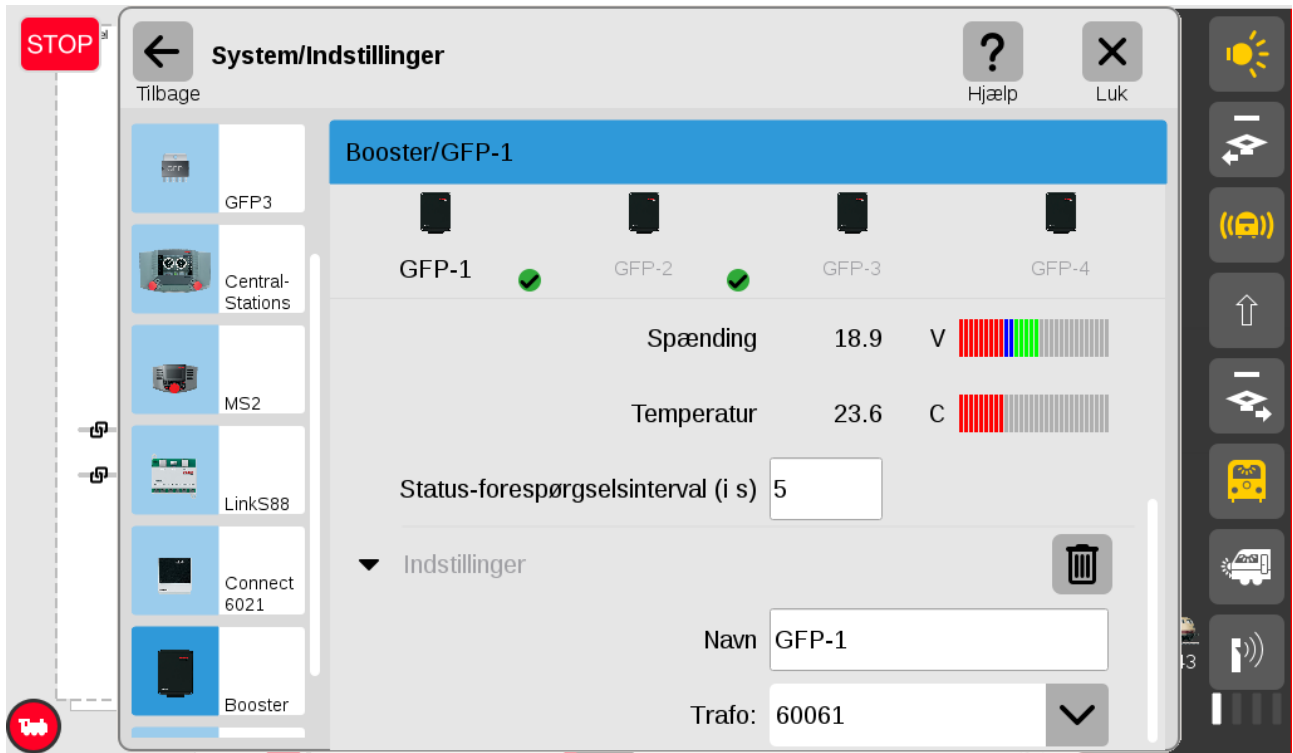 STOP
System/Indstillinger
Tilbage
Hjælp
Luk
GFP3
Central-
Stations
MS2
LinkS88
Connect
6021
Booster
Booster/GFP-1
GFP-1
GFP-2
GFP-3
GFP-4
Spænding 18.9 V
Temperatur 23.6 C
Status-forespørgselsinterval (i s) 5
Indstillinger
Navn GFP-1
Trafo: 60061